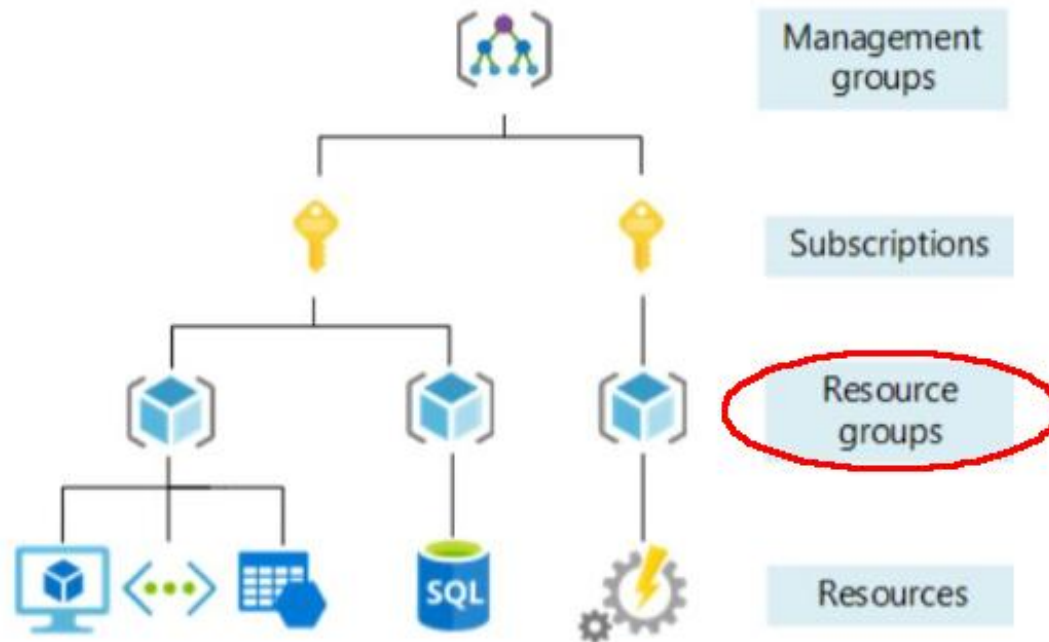 Management
groups
Subscriptions
Resource
groups
SQL
Resources